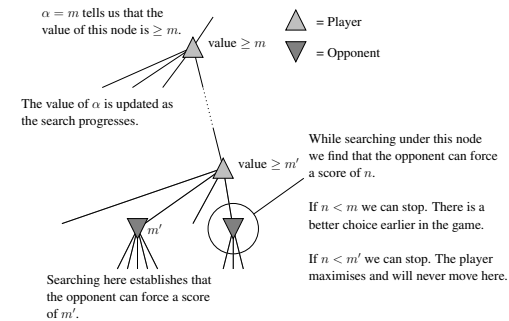 α = m tells us that the
value of this node is ≥ m.
value ≥ m
= Player
= Opponent
The value of α is updated as
the search progresses.
value ≥ m′
While searching under this node
we find that the opponent can force
a score of n.
If n < m we can stop. There is a
better choice earlier in the game.
If n < m′ we can stop. The player
maximises and will never move here.
m′
Searching here establishes that
the opponent can force a score
of m′.